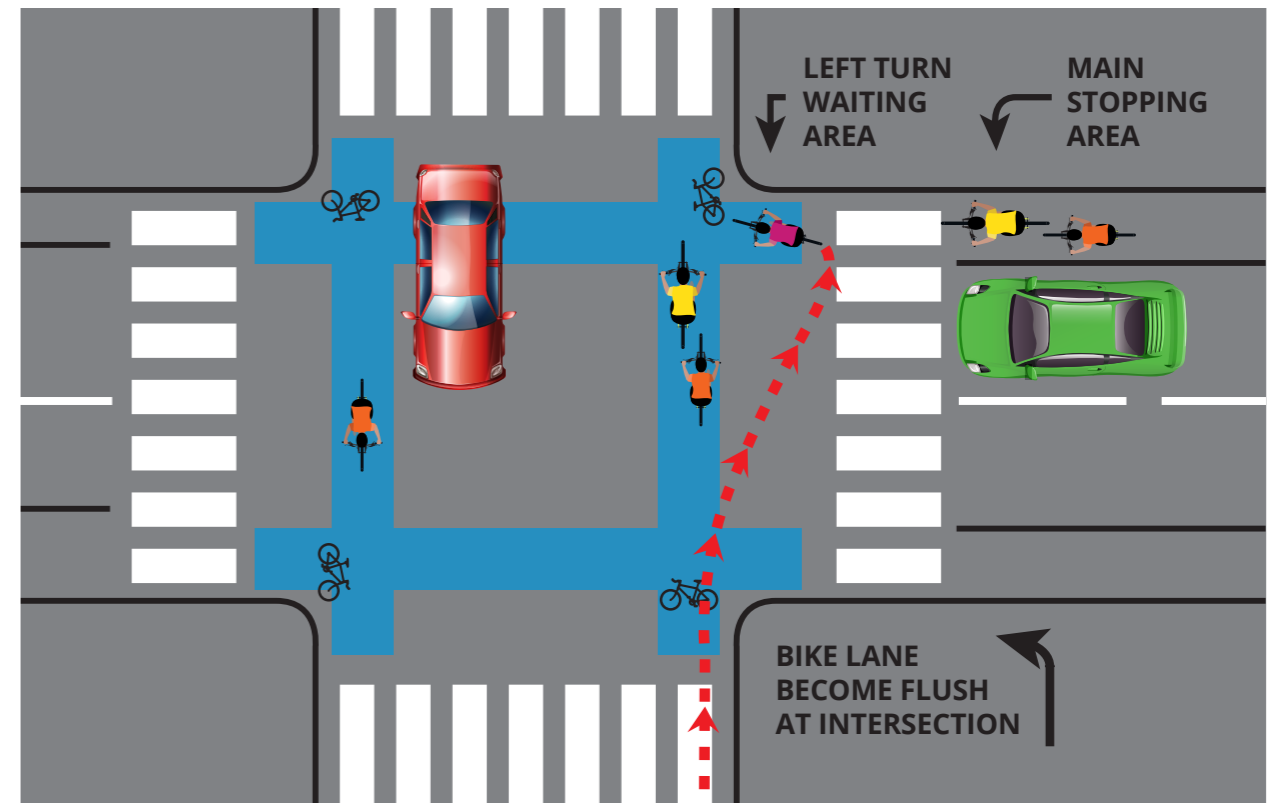 LEFT TURN
WAITING
AREA
MAIN
STOPPING
AREA
BIKE LANE
BECOME FLUSH
AT INTERSECTION